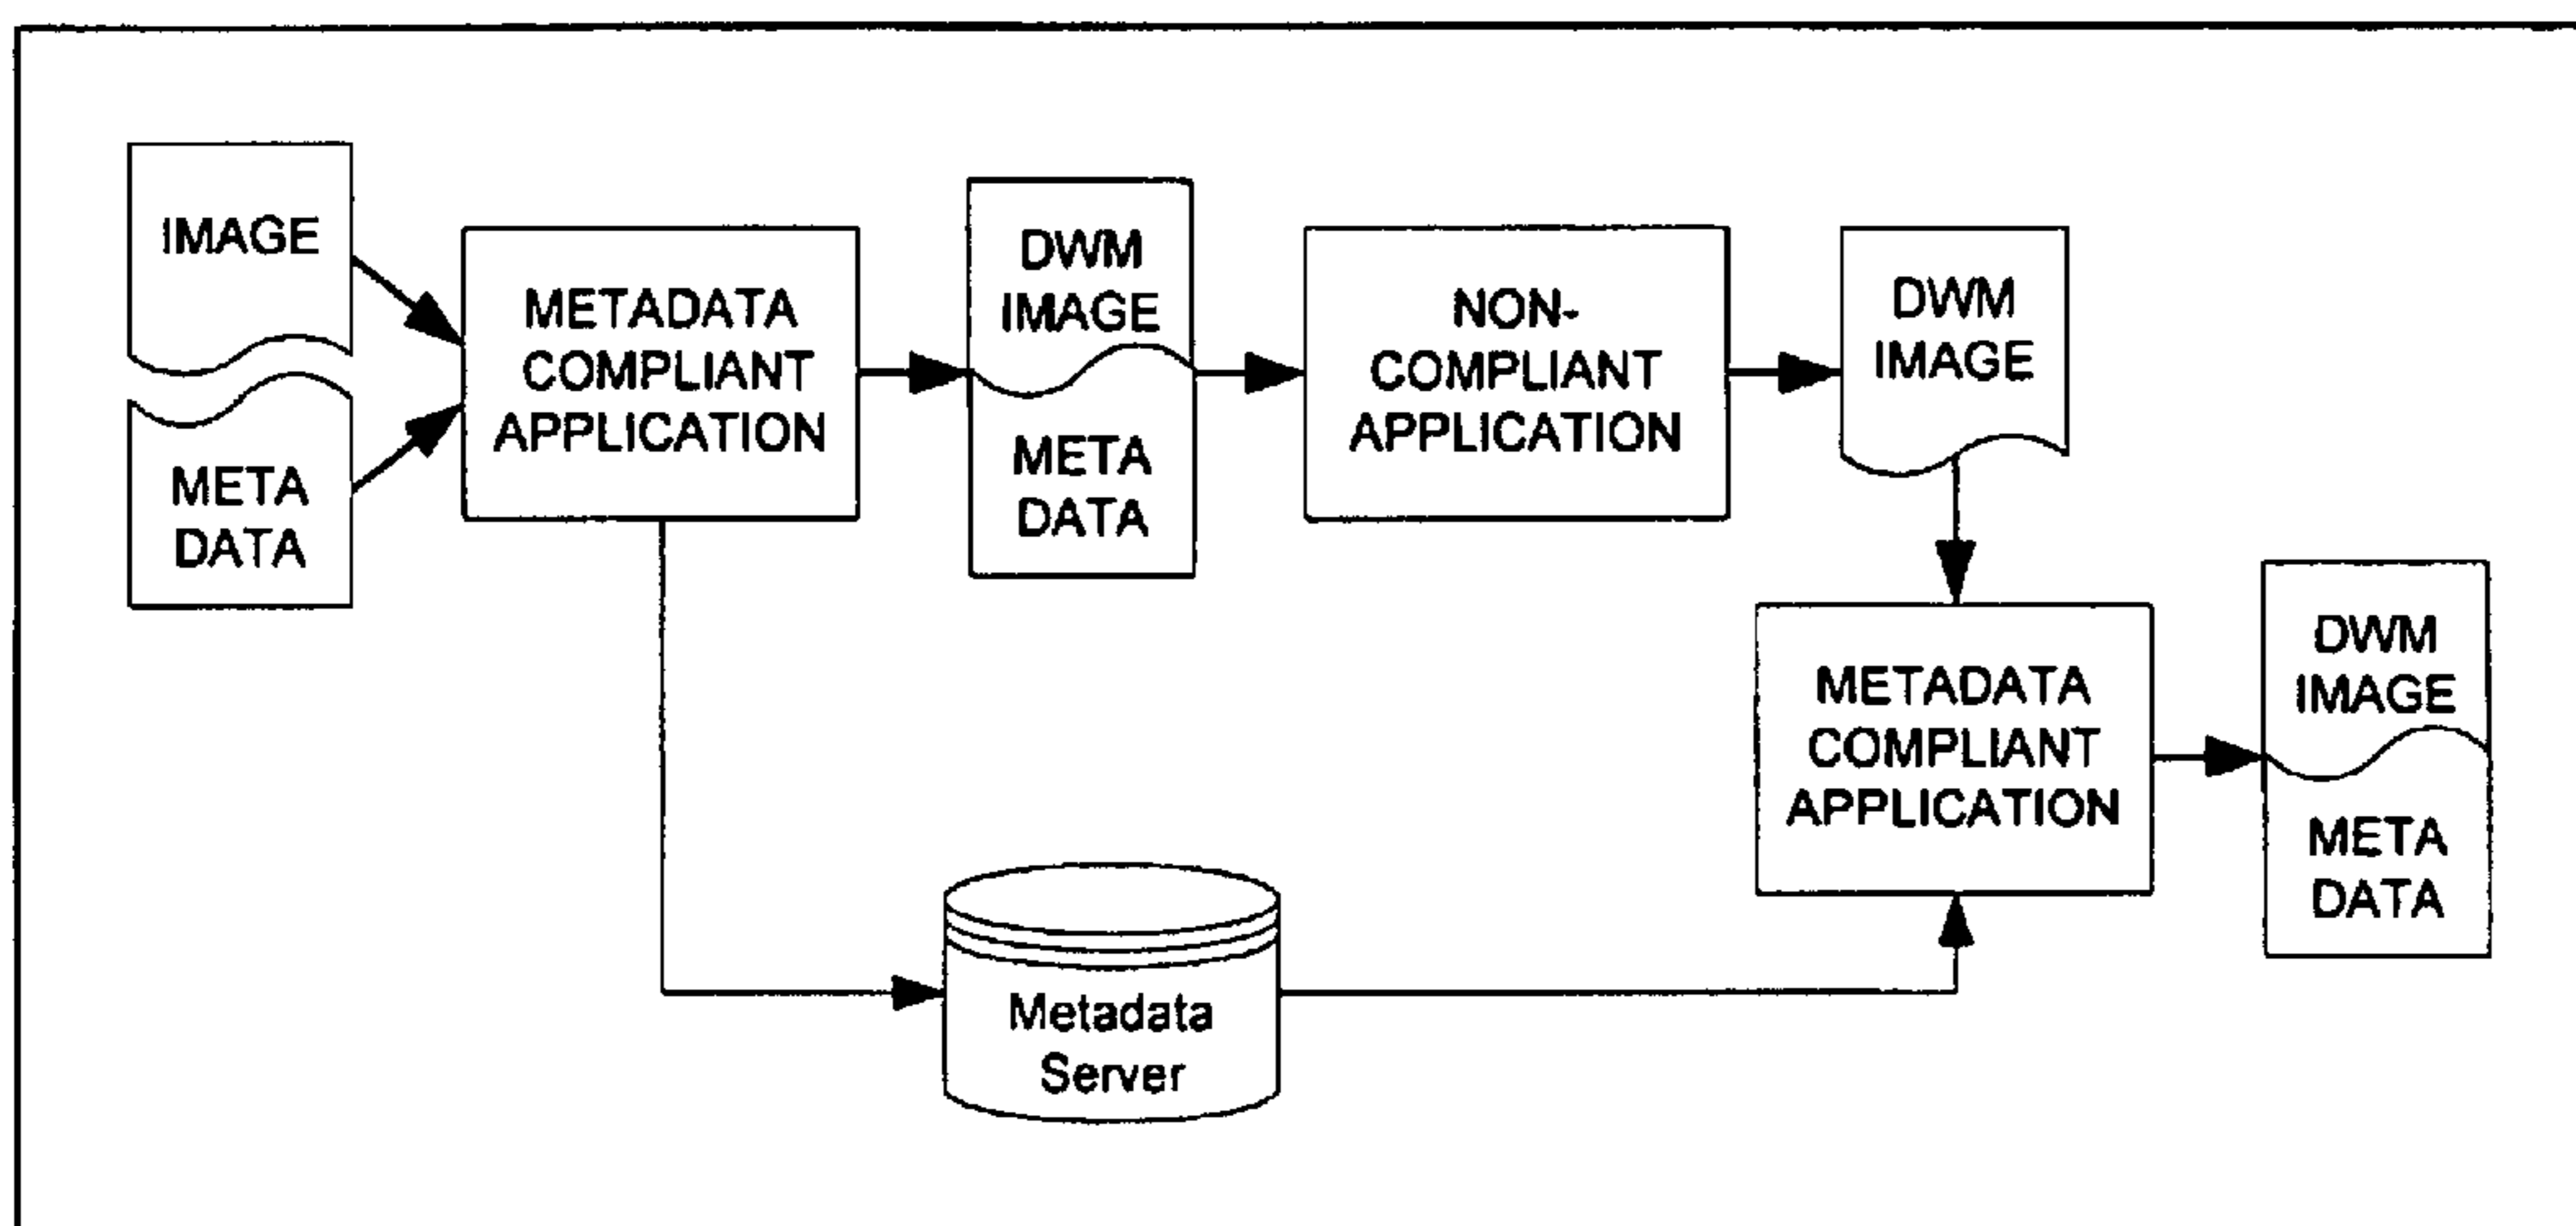 IMAGE
META
DATA
METADATA
COMPLIANT
APPLICATION
DWM
IMAGE
META
DATA
NON-
COMPLIANT
APPLICATION
DWM
IMAGE
METADATA
COMPLIANT
APPLICATION
DWM
IMAGE
META
DATA
Metadata
Server